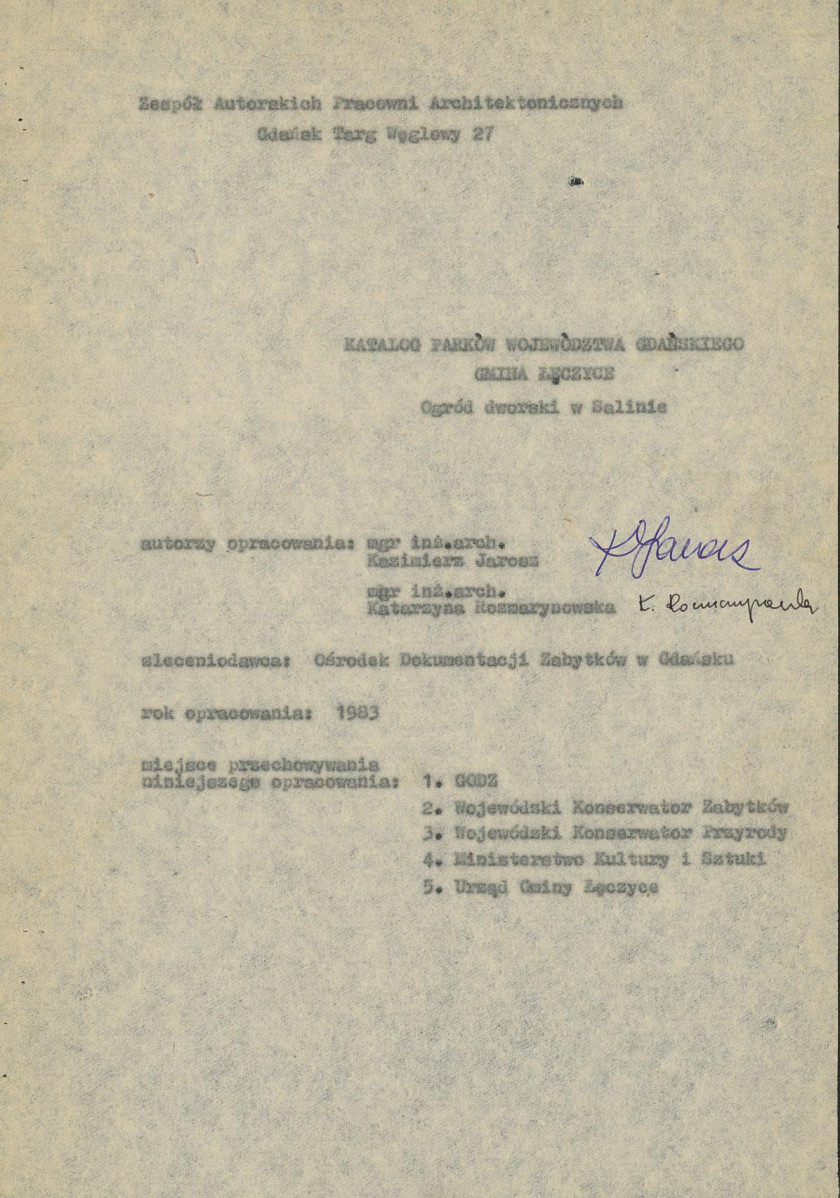 Zespół Autorskich Pracowni Architektonicznych
Gdańsk Targ Węglowy 27
KATALOG PARKÓW WOJEWÓDZTWA GDAŃSKIEGO
GMINA ŁĘCZYCE
Ogród dworski w Salinie
autorzy opracowania: mgr inż.arch.
Kazimierz Jarosz
mgr inż.arch.
Katarzyna Rozmarynowska
zleceniodawca: Ośrodek Dokumentacji Zabytków w Gdańsku
rok opracowania: 1983
miejsce przechowywania
niniejszego opracowania: 1. GODZ
2. Wojewódski Konserwator Zabytków
3. Wojewódski Konserwator Przyrody
4. Ministerstwo Kultury i Sztuki
5. Urząd Gminy Łęczyce